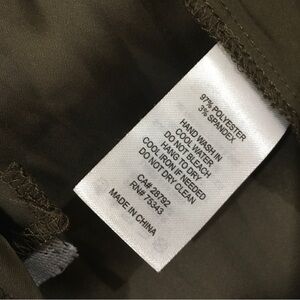 97% POLYESTER
3% SPANDEX
HAND WASH IN
COOL WATER
DO NOT BLEACH
HANG TO DRY
COOL IRON IF NEEDED
DO NOT DRY CLEAN
CA# 28792
RN# 75343
MADE IN CHINA